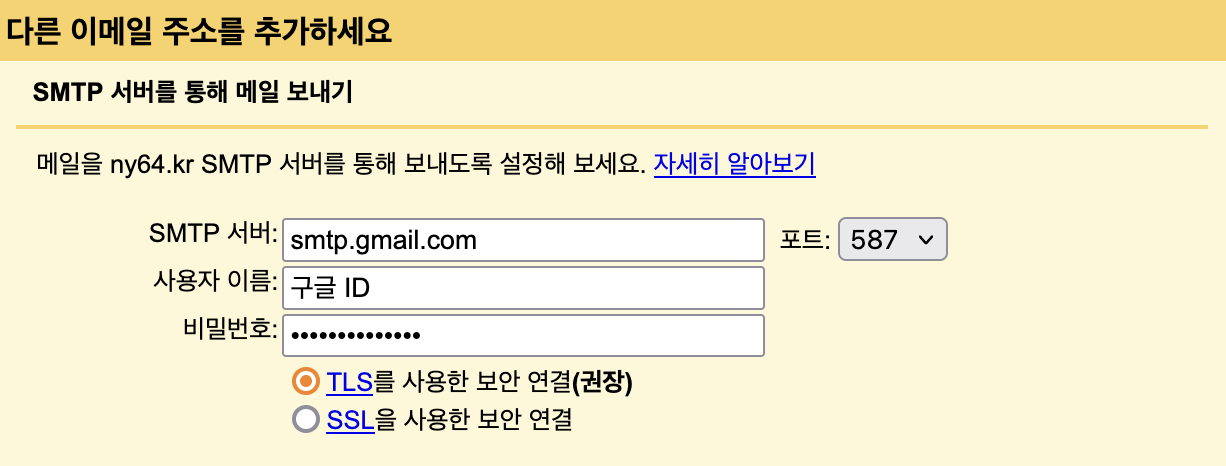 다른 이메일 주소를 추가하세요
SMTP 서버를 통해 메일 보내기
메일을 ny64.kr SMTP 서버를 통해 보내도록 설정해 보세요. 자세히 알아보기
SMTP 서버: smtp.gmail.com 포트: 587
사용자 이름: 구글 ID
비밀번호: ••••••••••••••
TLS를 사용한 보안 연결(권장)
SSL을 사용한 보안 연결